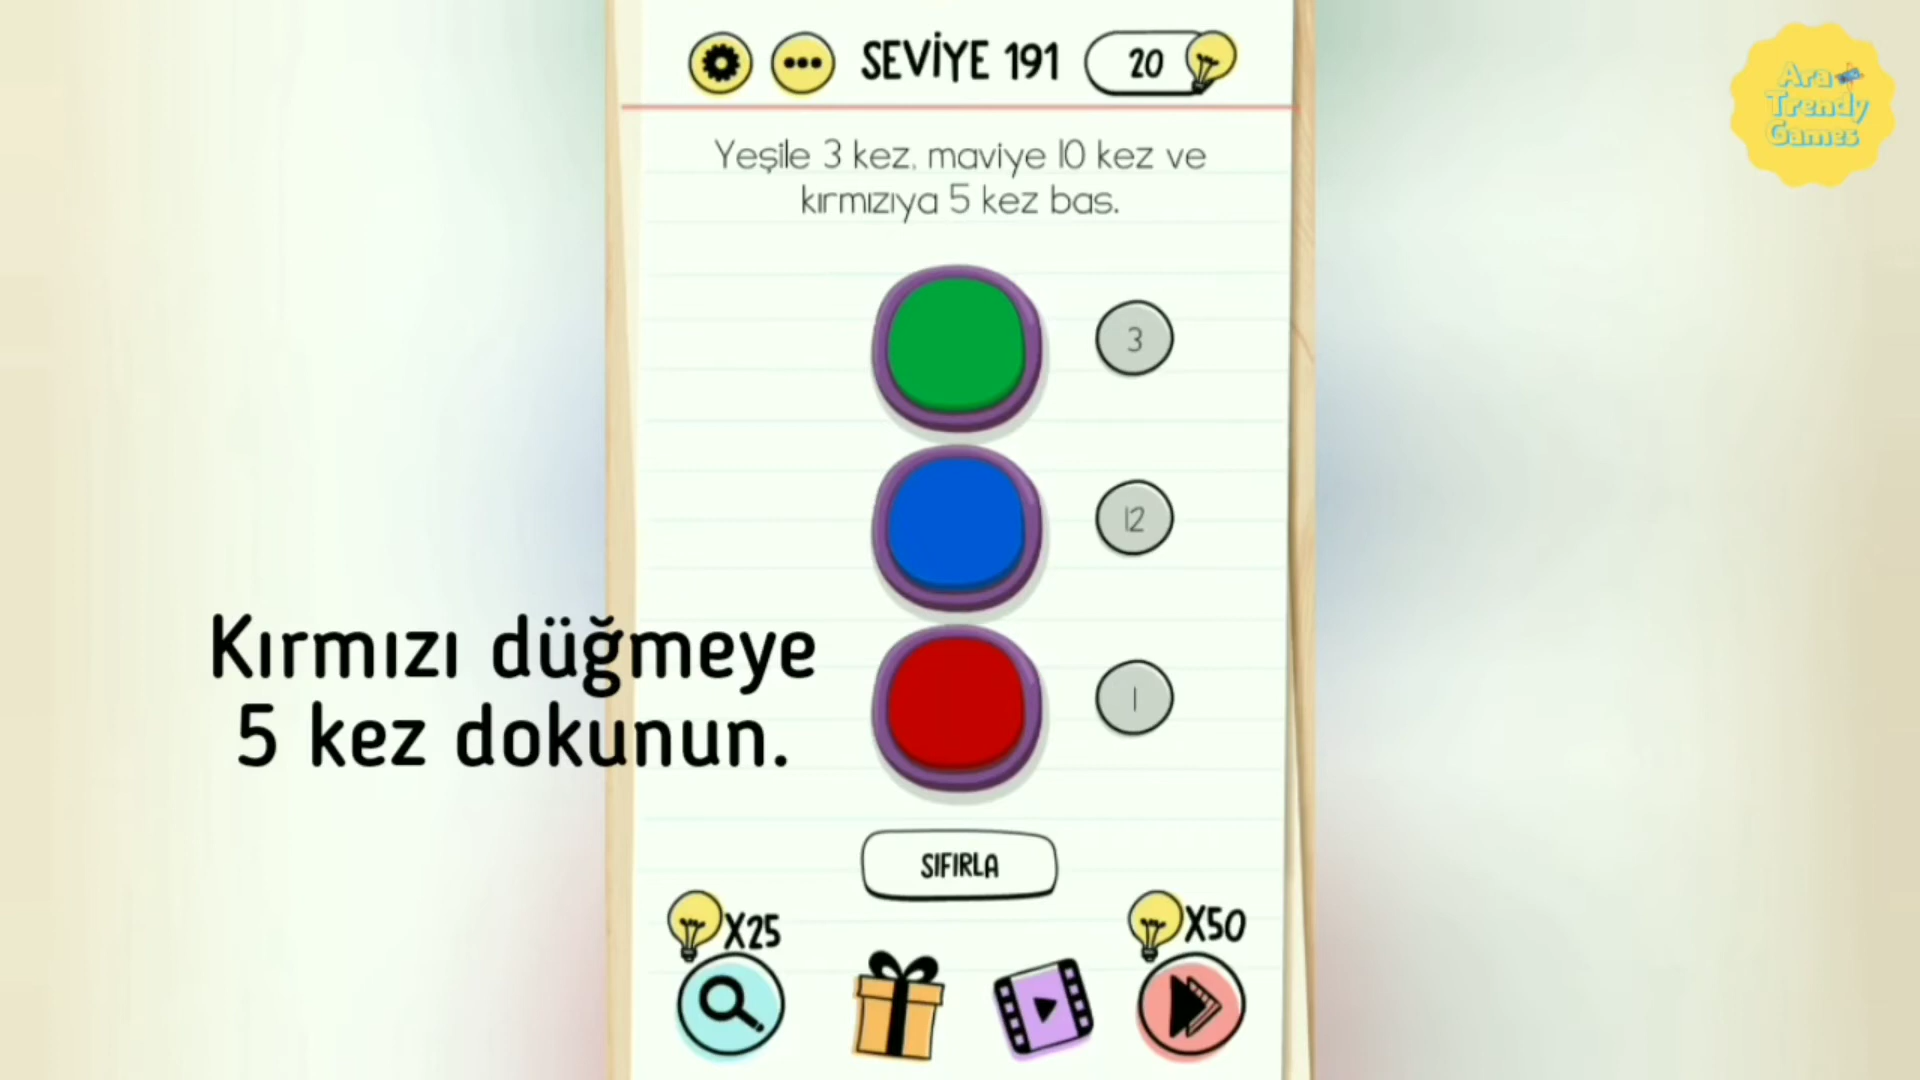 SEVİYE 191
20
Ara
Trendy
Games
Yeşile 3 kez, maviye 10 kez ve
kırmızıya 5 kez bas.
3
12
Kırmızı düğmeye
5 kez dokunun.
1
SIFIRLA
X25
X50